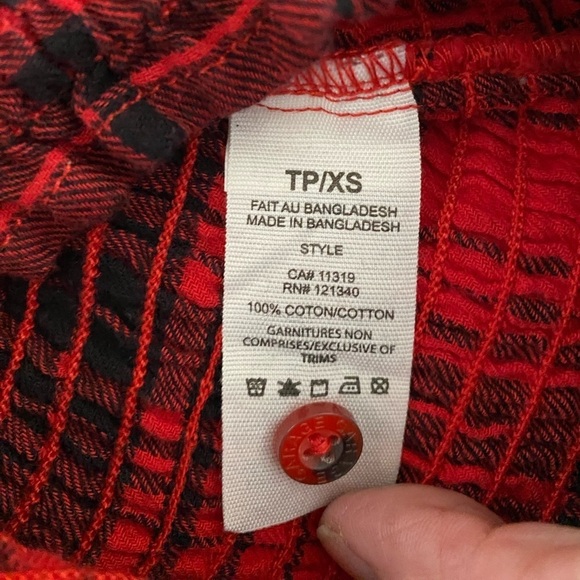 TP/XS
FAIT AU BANGLADESH
MADE IN BANGLADESH
STYLE
CA# 11319
RN# 121340
100% COTON/COTTON
GARNITURES NON
COMPRISES/EXCLUSIVE OF
TRIMS